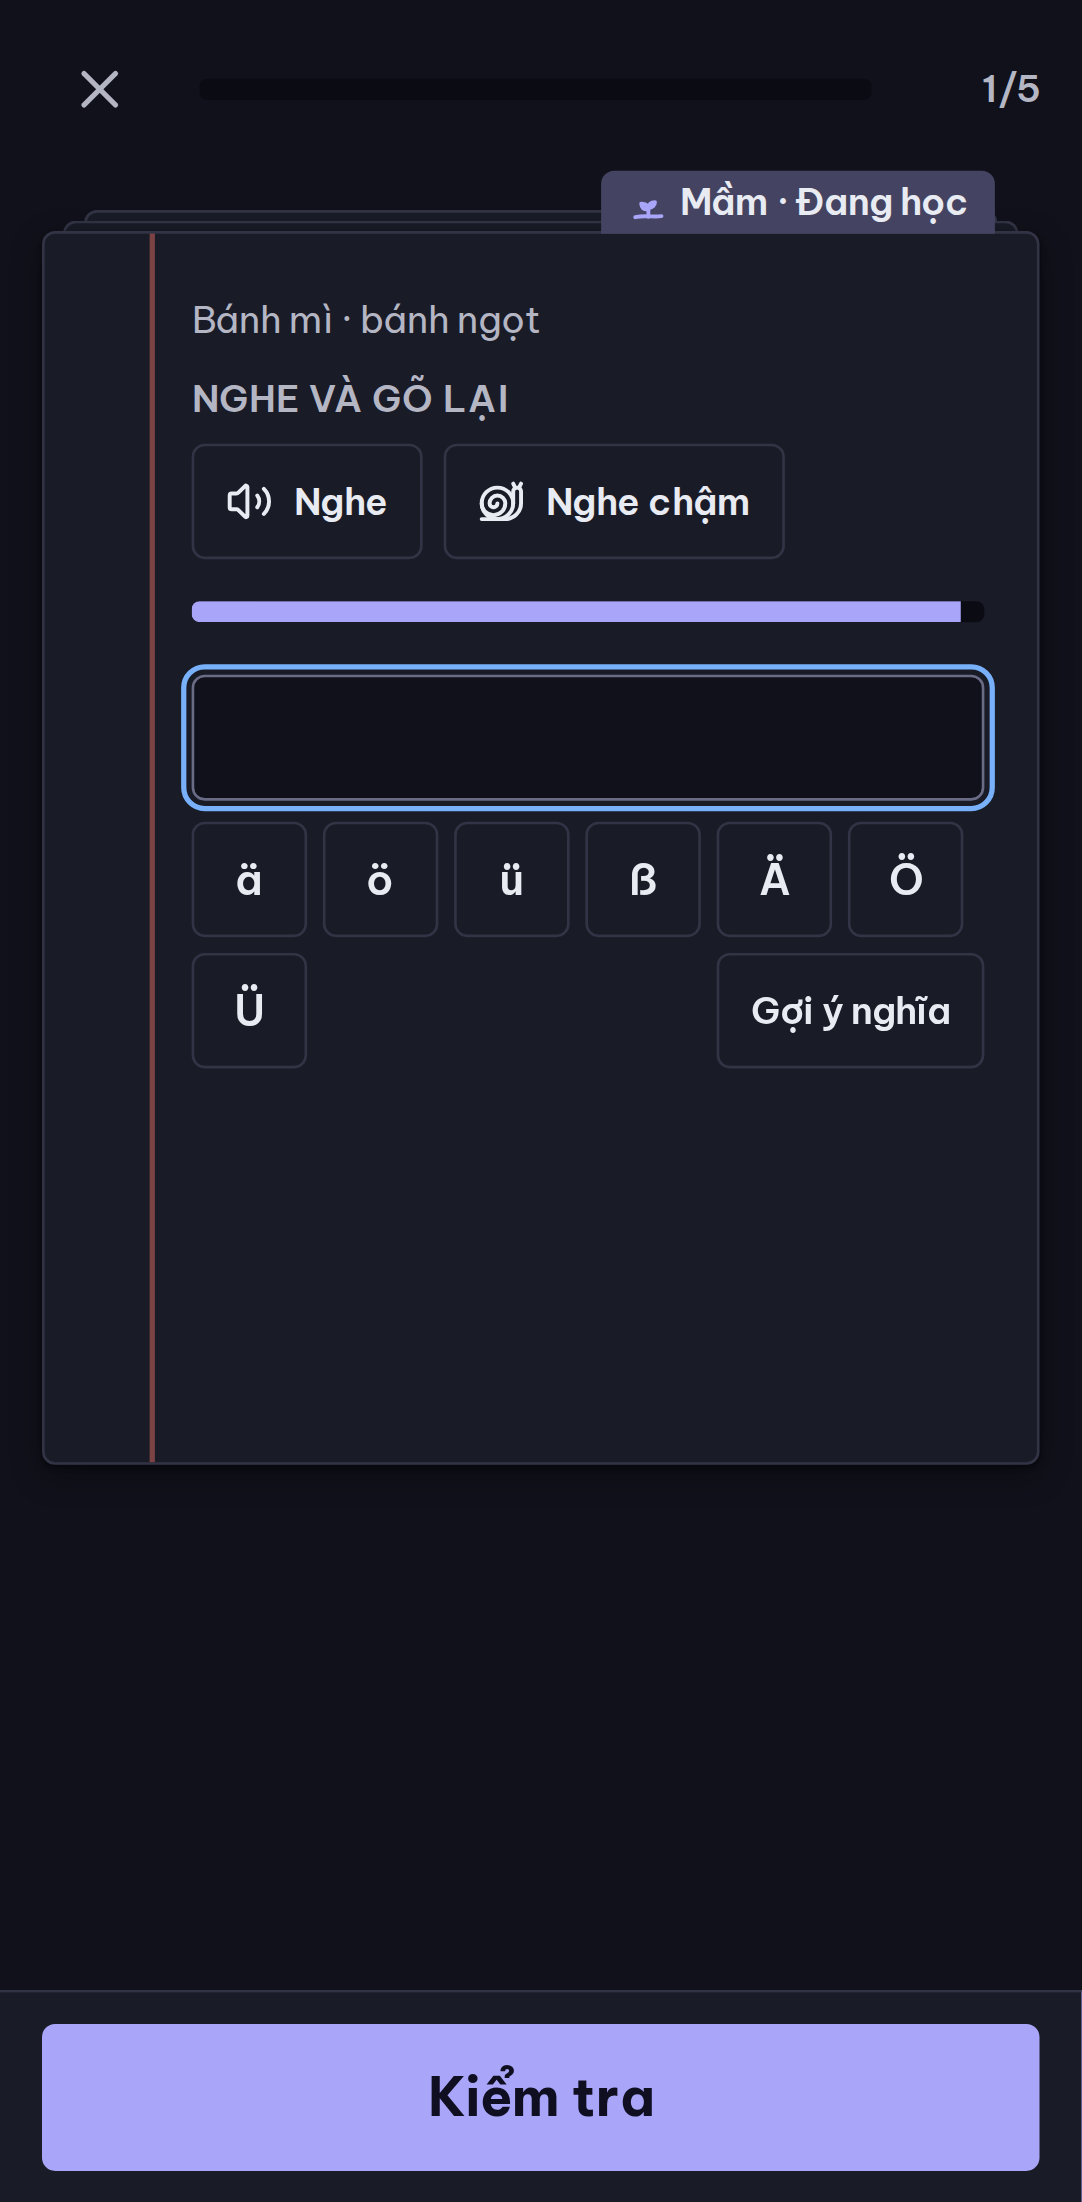 1/5
Mầm · Đang học
Bánh mì · bánh ngọt
NGHE VÀ GÕ LẠI
Nghe Nghe chậm
ä ö ü ß Ä Ö
Ü Gợi ý nghĩa
Kiểm tra